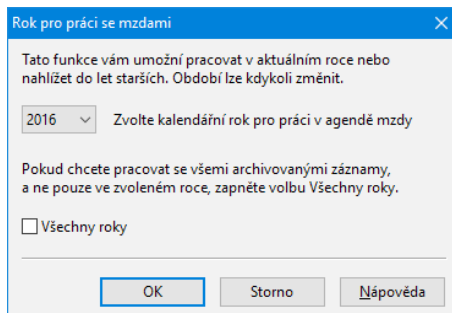 Rok pro práci se mzdami
Tato funkce vám umožní pracovat v aktuálním roce nebo
nahlížet do let starších. Období lze kdykoli změnit.
2016 Zvolte kalendářní rok pro práci v agendě mzdy
Pokud chcete pracovat se všemi archivovanými záznamy,
a ne pouze ve zvoleném roce, zapněte volbu Všechny roky.
Všechny roky
OK Storno Nápověda